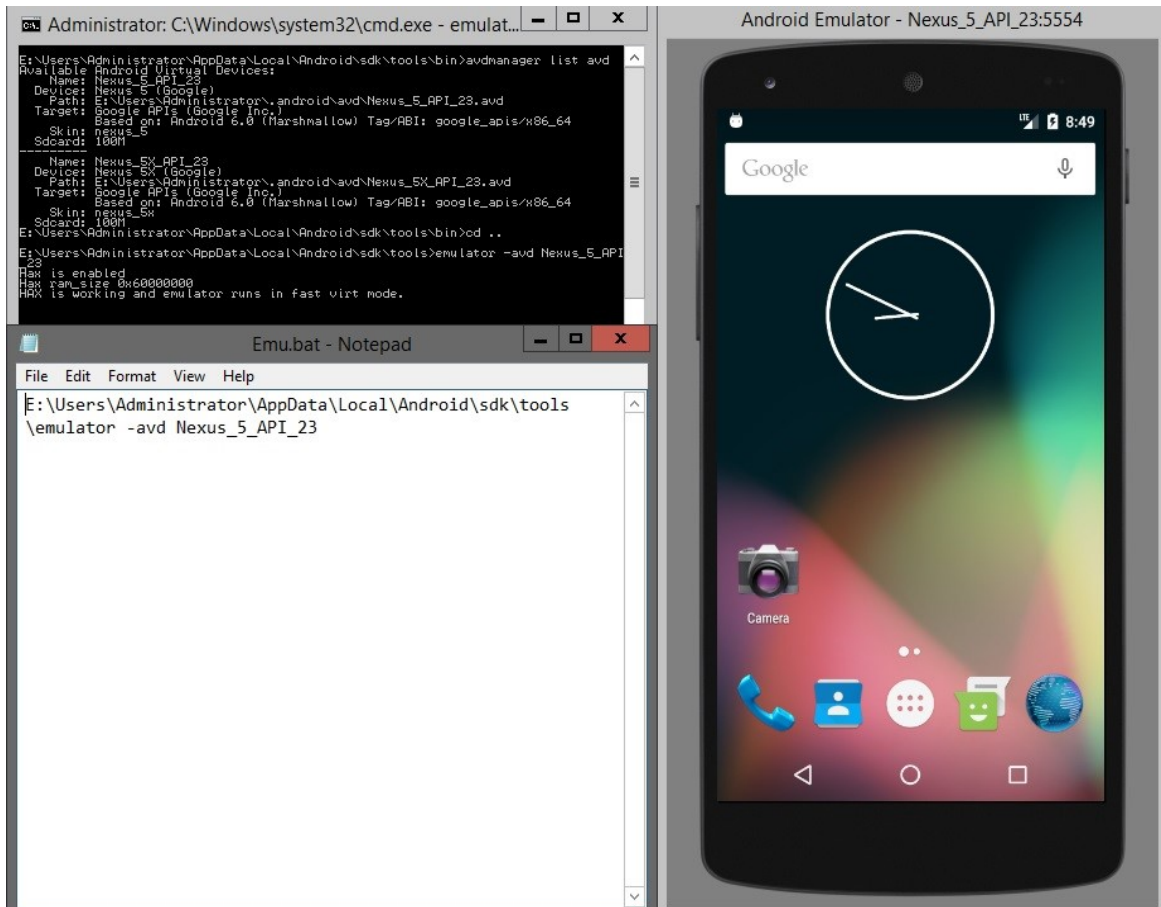 Administrator: C:\Windows\system32\cmd.exe - emulat...
E:\Users\Administrator\AppData\Local\Android\sdk\tools\bin>avdmanager list avd
Available Android Virtual Devices:
Name: Nexus_5_API_23
Device: Nexus 5 (Google)
Path: E:\Users\Administrator\.android\avd\Nexus_5_API_23.avd
Target: Google APIs (Google Inc.)
Based on: Android 6.0 (Marshmallow) Tag/ABI: google_apis/x86_64
Skin: nexus_5
Sdcard: 100M
---------
Name: Nexus_5X_API_23
Device: Nexus 5X (Google)
Path: E:\Users\Administrator\.android\avd\Nexus_5X_API_23.avd
Target: Google APIs (Google Inc.)
Based on: Android 6.0 (Marshmallow) Tag/ABI: google_apis/x86_64
Skin: nexus_5x
Sdcard: 100M
E:\Users\Administrator\AppData\Local\Android\sdk\tools\bin>cd ..
E:\Users\Administrator\AppData\Local\Android\sdk\tools>emulator -avd Nexus_5_API
_23
Hax is enabled
Hax ram_size 0x60000000
HAX is working and emulator runs in fast virt mode.
Emu.bat - Notepad
File Edit Format View Help
E:\Users\Administrator\AppData\Local\Android\sdk\tools
\emulator -avd Nexus_5_API_23
Android Emulator - Nexus_5_API_23:5554
LTE 8:49
Google
Camera